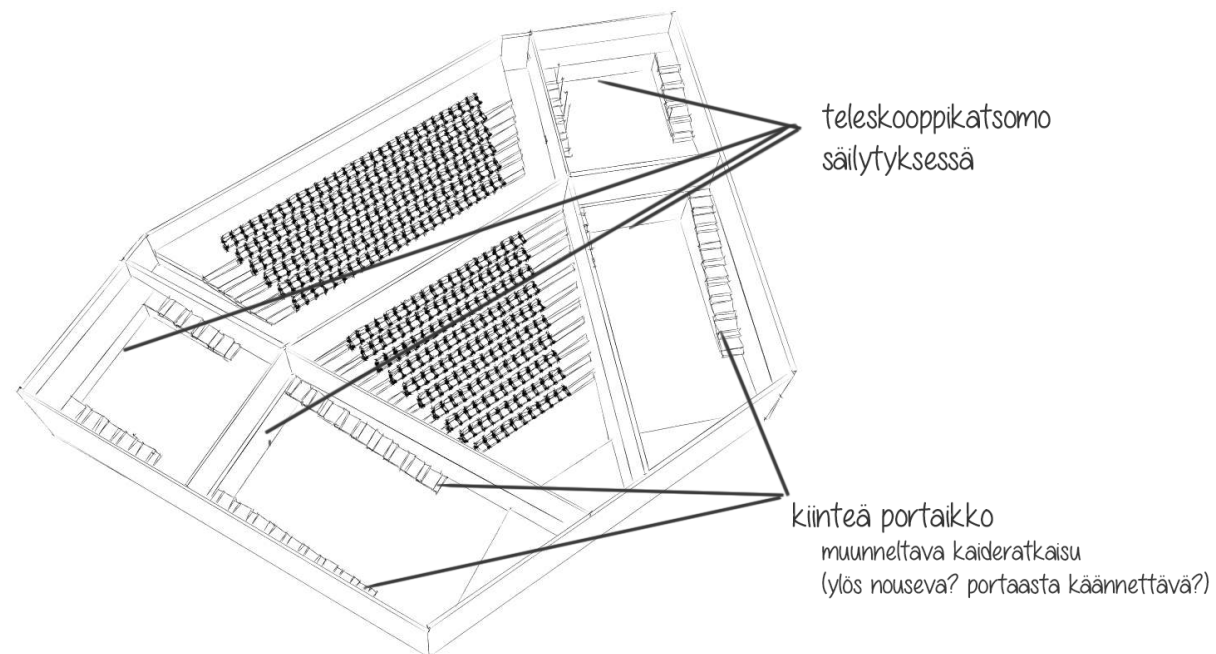 teleskooppikatsomo
säilytyksessä
kiinteä portaikko
muunneltava kaideratkaisu
(ylös nouseva? portaasta käännettävä?)